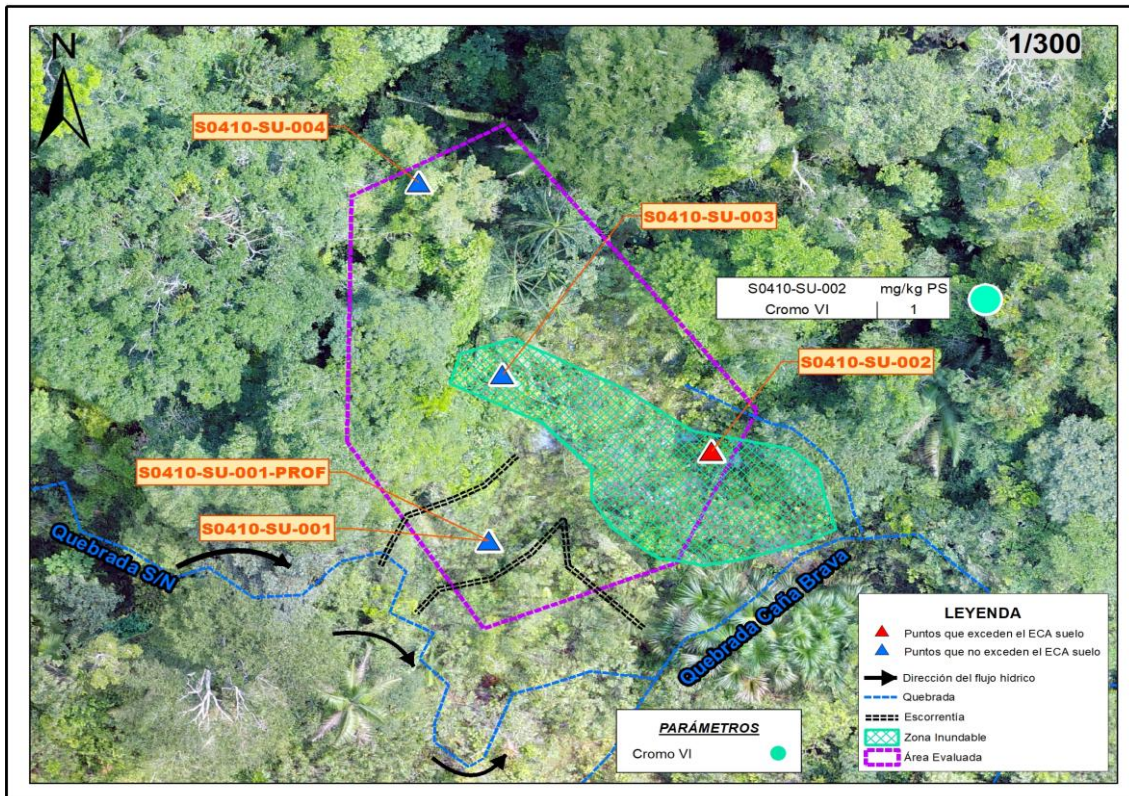 N
1/300
S0410-SU-004
S0410-SU-003
S0410-SU-002 mg/kg PS
Cromo VI 1
S0410-SU-002
S0410-SU-001-PROF
S0410-SU-001
Quebrada S/N
Quebrada Caña Brava
LEYENDA
Puntos que exceden el ECA suelo
Puntos que no exceden el ECA suelo
Dirección del flujo hídrico
Quebrada
Escorrentía
Zona Inundable
Área Evaluada
PARÁMETROS
Cromo VI